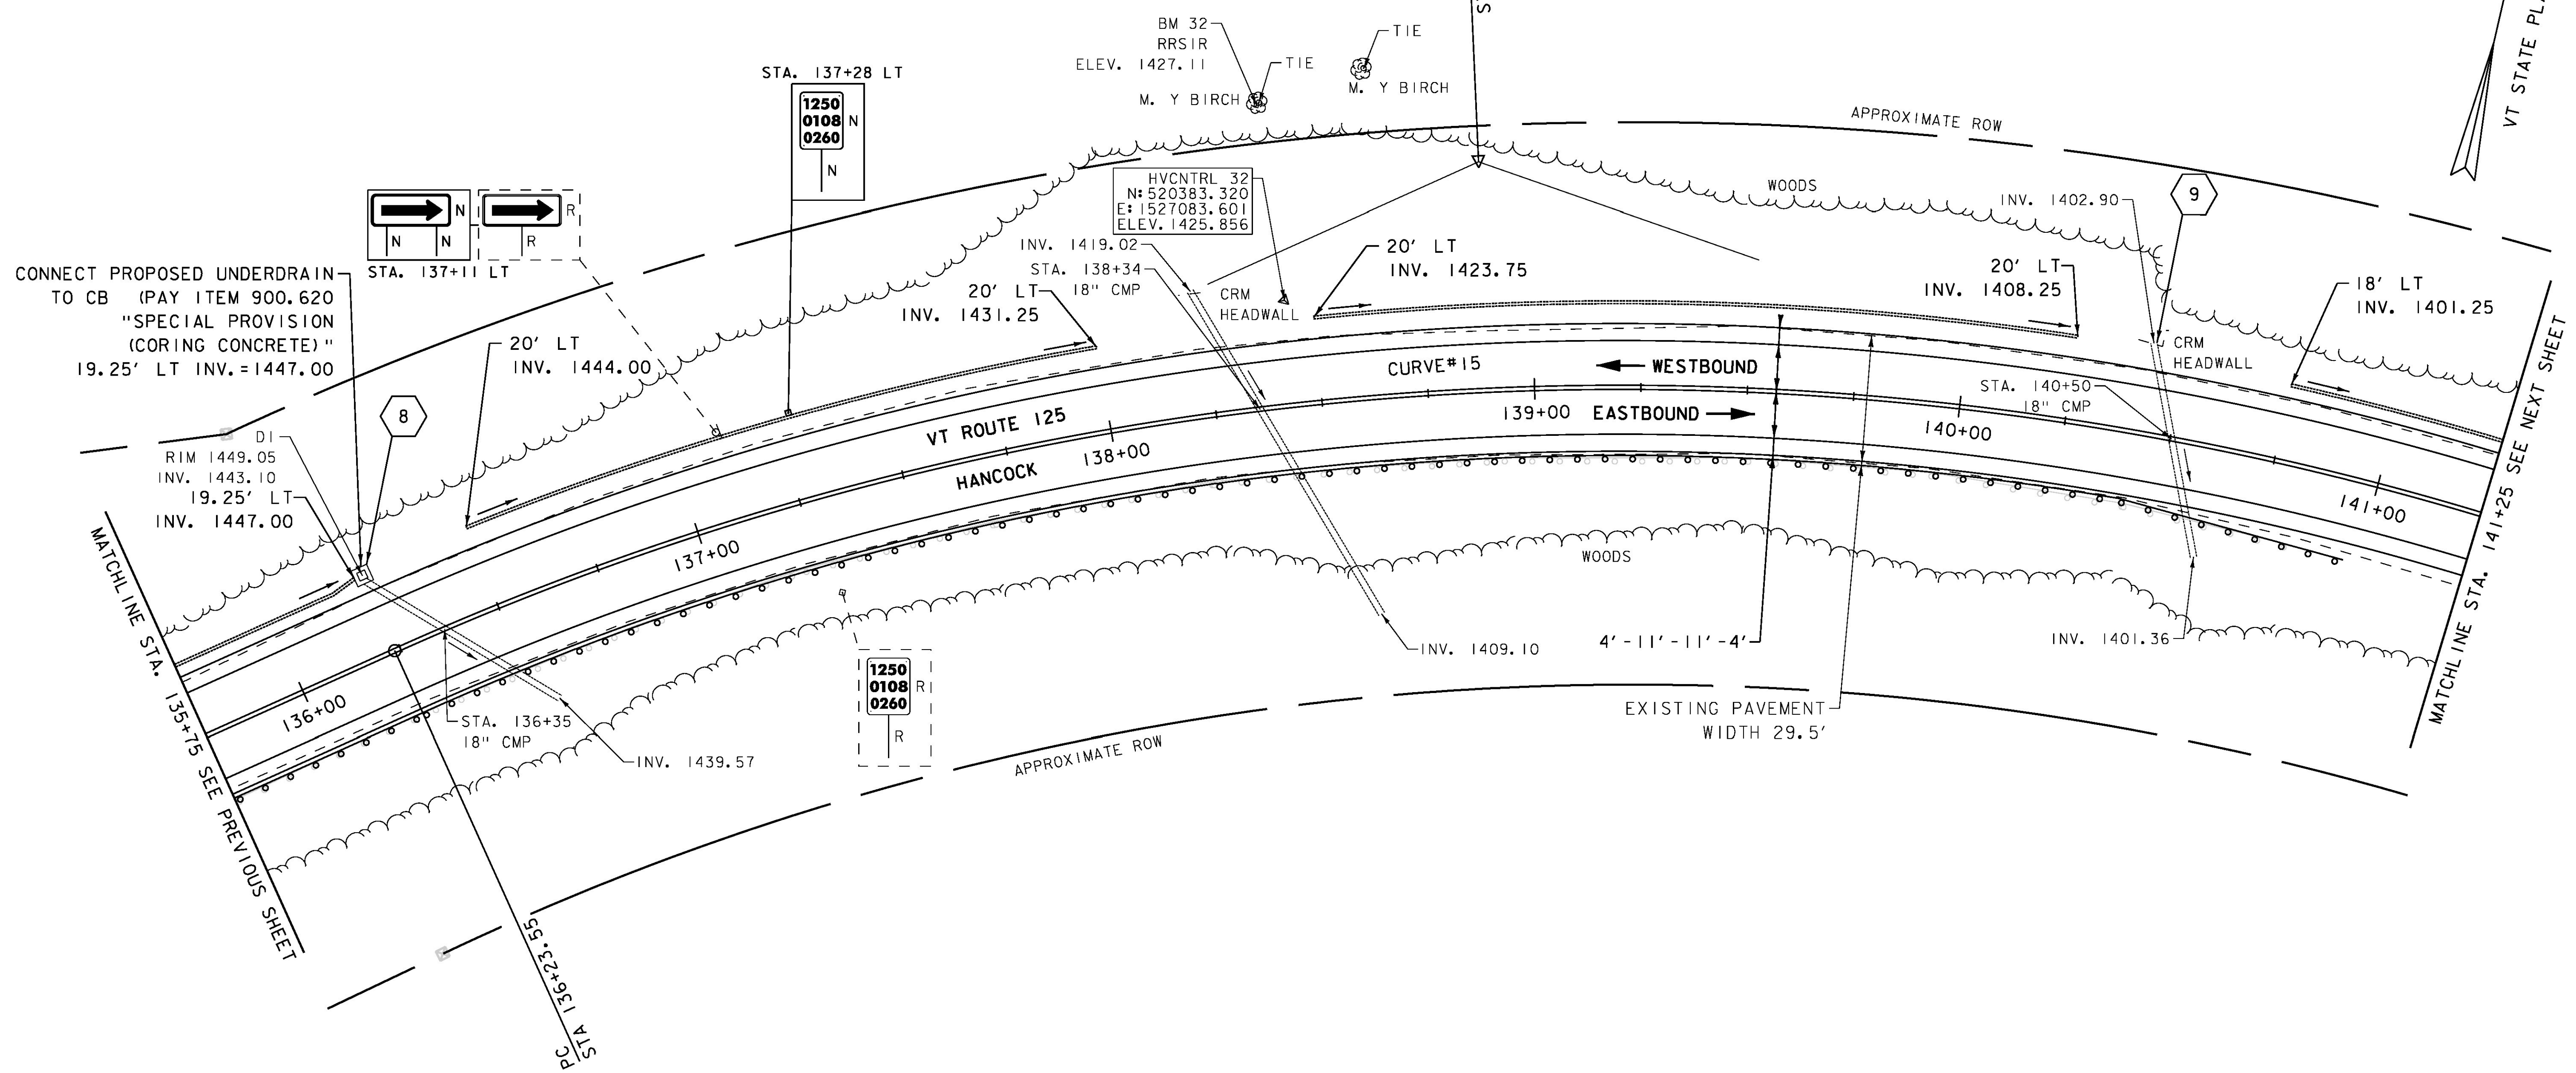 BM 32
RRSIR
ELEV. 1427.11
TIE
M. Y BIRCH
TIE
M. Y BIRCH
VT STATE
STA. 137+28 LT
1250
0108
0260
N
N
APPROXIMATE ROW
HVCNTRL 32
N:520383.320
E:1527083.601
ELEV.1425.856
WOODS
INV. 1402.90
9
N
N
N
R
R
STA. 137+11 LT
CONNECT PROPOSED UNDERDRAIN
TO CB (PAY ITEM 900.620
"SPECIAL PROVISION
(CORING CONCRETE)"
19.25' LT INV.=1447.00
20' LT
INV. 1444.00
20' LT
INV. 1431.25
INV. 1419.02
STA. 138+34
18" CMP
CRM
HEADWALL
20' LT
INV. 1423.75
20' LT
INV. 1408.25
CRM
HEADWALL
18' LT
INV. 1401.25
STA. 140+50
18" CMP
CURVE#15
WESTBOUND
EASTBOUND
8
DI
RIM 1449.05
INV. 1443.10
19.25' LT
INV. 1447.00
VT ROUTE 125
HANCOCK
136+00
137+00
138+00
139+00
140+00
141+00
MATCHLINE STA. 135+75 SEE PREVIOUS SHEET
MATCHLINE STA. 141+25 SEE NEXT SHEET
WOODS
STA. 136+35
18" CMP
INV. 1439.57
1250
0108
0260
R
R
INV. 1409.10
4'-11'-11'-4'
INV. 1401.36
EXISTING PAVEMENT
WIDTH 29.5'
APPROXIMATE ROW
PC
STA 136+23.55